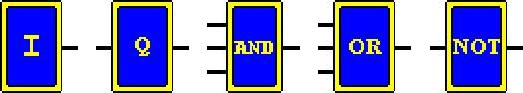 I Q AND OR NOT